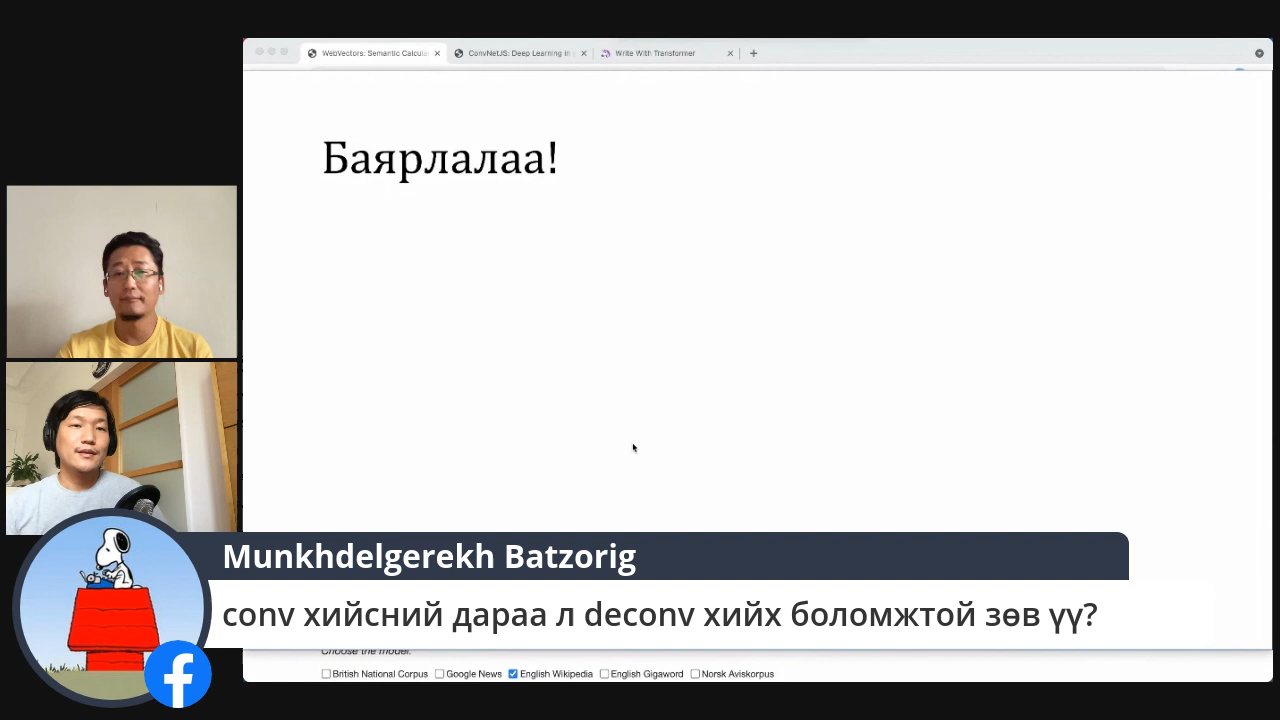 WebVectors: Semantic Calcula
ConvNetJS: Deep Learning in
Write With Transformer
Баярлалаа!
Munkhdelgerekh Batzorig
conv хийсний дараа л deconv хийх боломжтой зөв үү?
Choose the model:
British National Corpus Google News English Wikipedia English Gigaword Norsk Aviskorpus